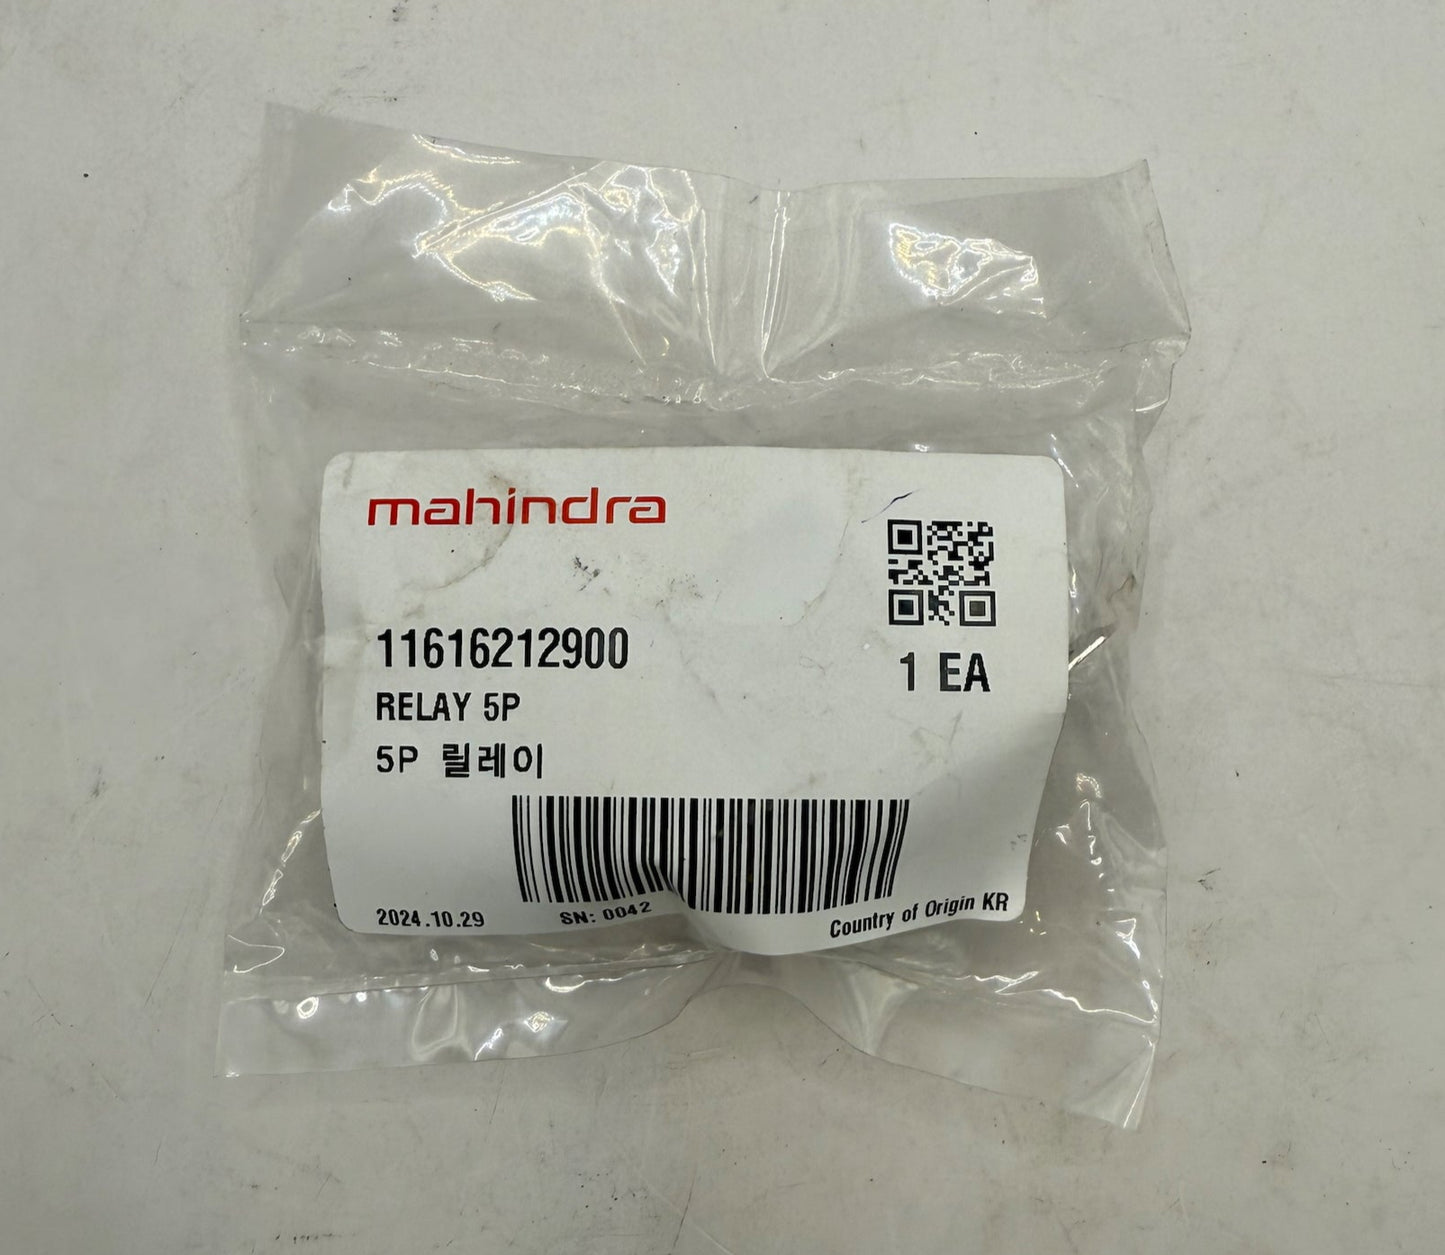 mahindra
11616212900
1 EA
RELAY 5P
5P 릴레이
2024.10.29
SN: 0042
Country of Origin KR